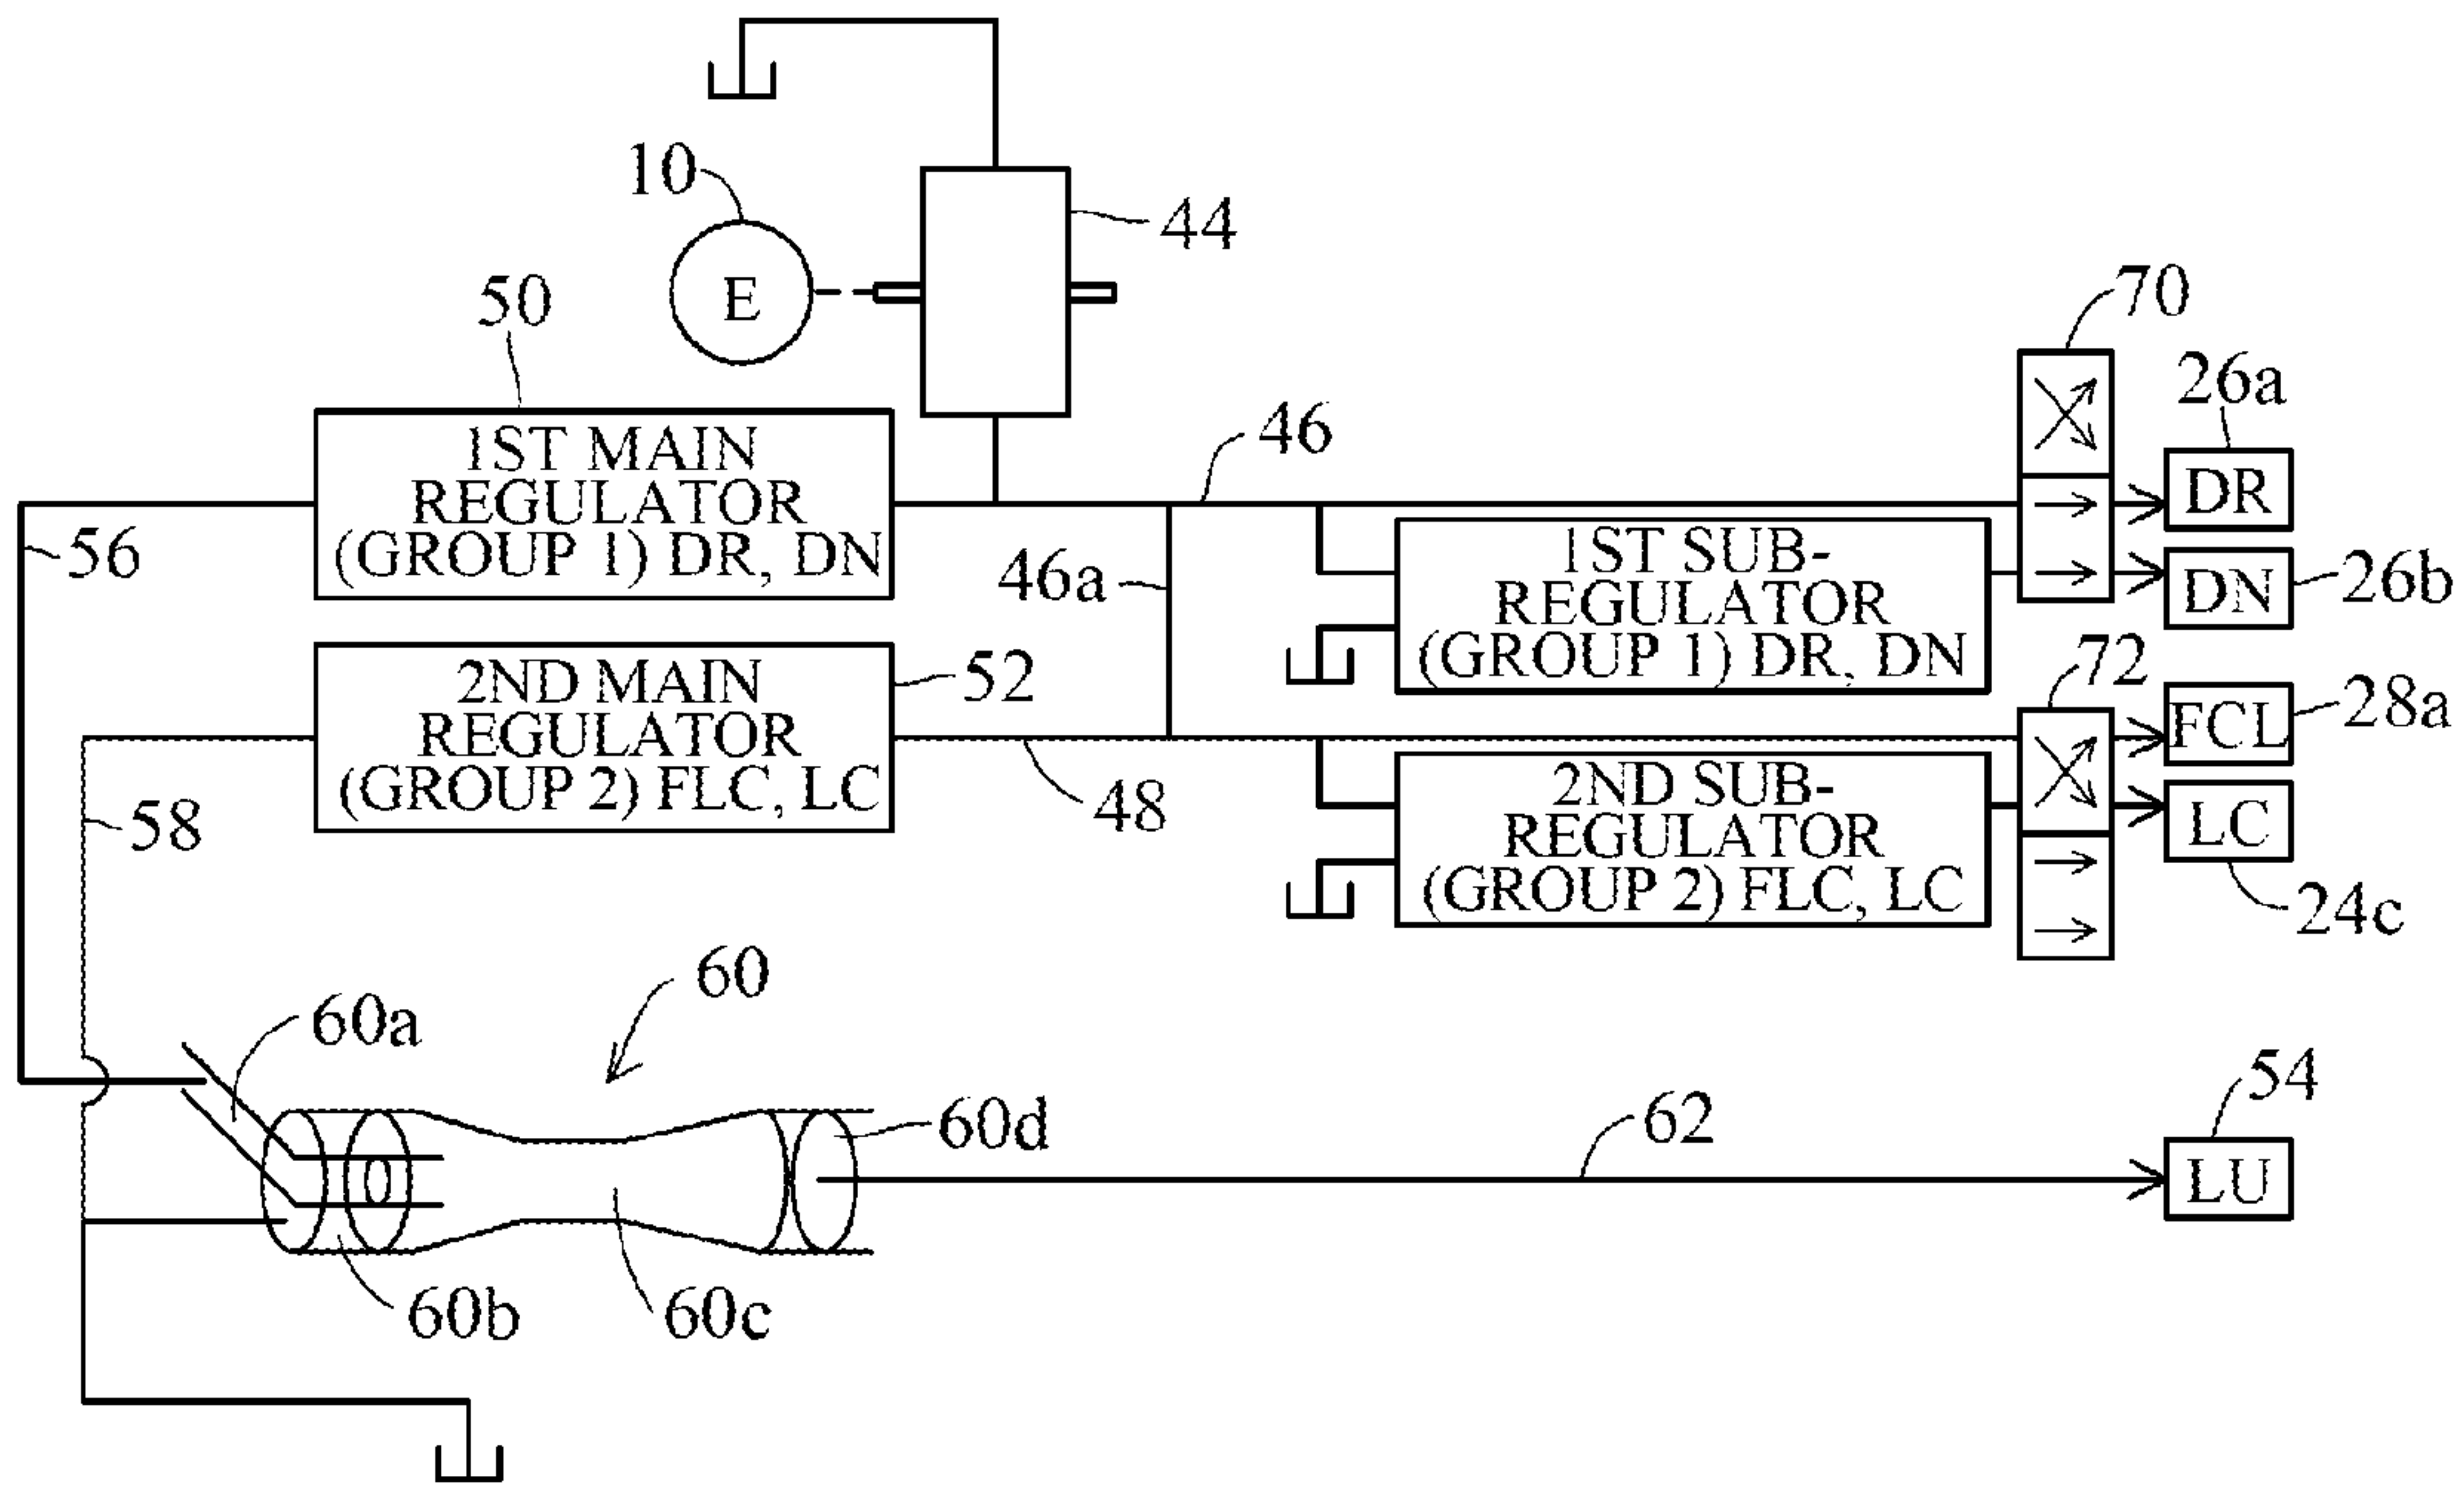 10
E
44
50
70
26a
1ST MAIN
REGULATOR
(GROUP 1) DR, DN
46
DR
56
46a
1ST SUB-
REGULATOR
(GROUP 1) DR, DN
DN
26b
2ND MAIN
REGULATOR
(GROUP 2) FLC, LC
52
72
FCL
28a
58
48
2ND SUB-
REGULATOR
(GROUP 2) FLC, LC
LC
24c
60
60a
60d
62
54
LU
60b
60c